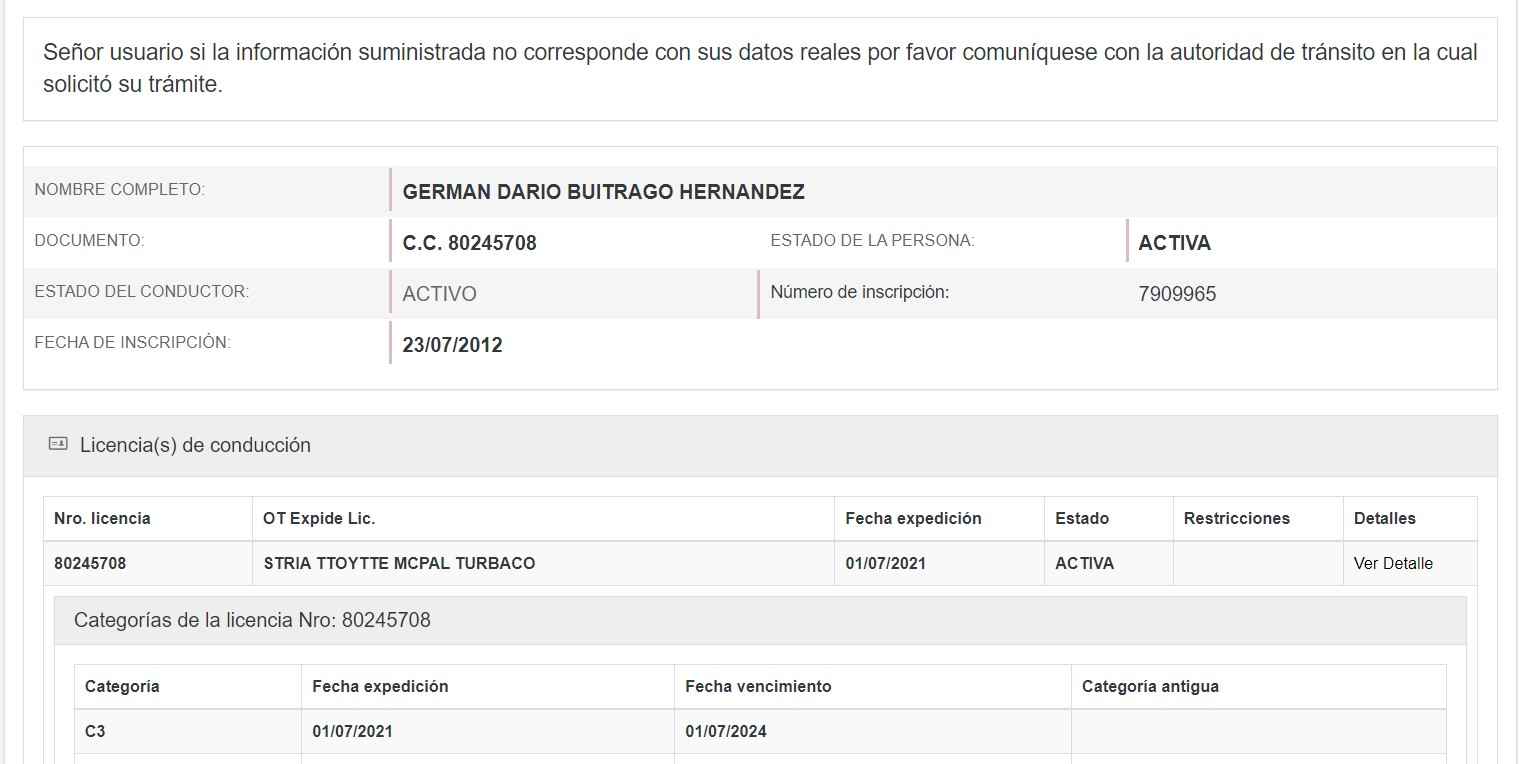 Señor usuario si la información suministrada no corresponde con sus datos reales por favor comuníquese con la autoridad de tránsito en la cual
solicitó su trámite.
NOMBRE COMPLETO: GERMAN DARIO BUITRAGO HERNANDEZ
DOCUMENTO: C.C. 80245708 ESTADO DE LA PERSONA: ACTIVA
ESTADO DEL CONDUCTOR: ACTIVO Número de inscripción: 7909965
FECHA DE INSCRIPCIÓN: 23/07/2012
Licencia(s) de conducción
Nro. licencia OT Expide Lic. Fecha expedición Estado Restricciones Detalles
80245708 STRIA TTOYTTE MCPAL TURBACO 01/07/2021 ACTIVA Ver Detalle
Categorías de la licencia Nro: 80245708
Categoría Fecha expedición Fecha vencimiento Categoría antigua
C3 01/07/2021 01/07/2024